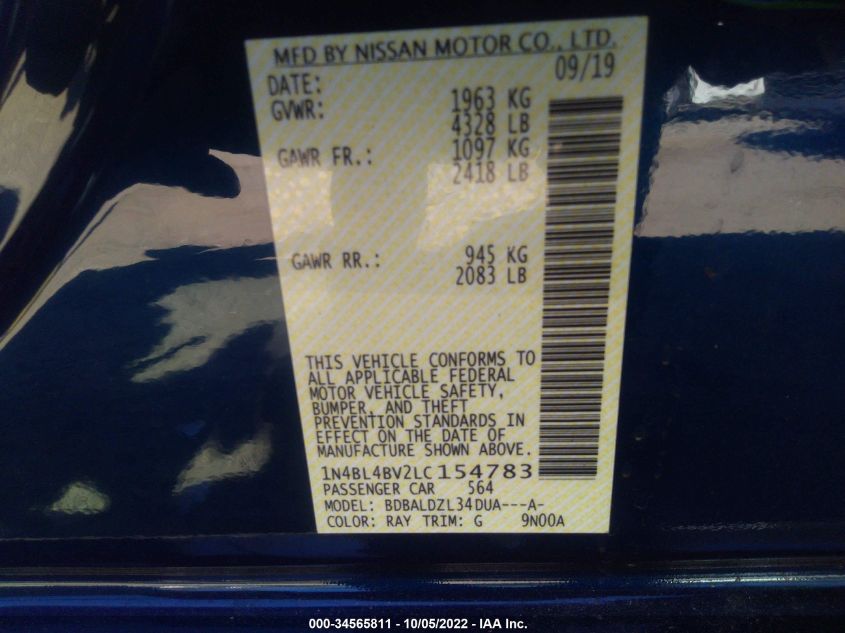 MFD BY NISSAN MOTOR CO., LTD.
DATE: 09/19
GVWR: 1963 KG
4328 LB
GAWR FR.: 1097 KG
2418 LB
GAWR RR.: 945 KG
2083 LB
THIS VEHICLE CONFORMS TO
ALL APPLICABLE FEDERAL
MOTOR VEHICLE SAFETY,
BUMPER, AND THEFT
PREVENTION STANDARDS IN
EFFECT ON THE DATE OF
MANUFACTURE SHOWN ABOVE.
1N4BL4BV2LC154783
PASSENGER CAR 564
MODEL: BDBALDZL34DUA---A-
COLOR: RAY TRIM: G 9N00A
000-34565811 - 10/05/2022 - IAA Inc.